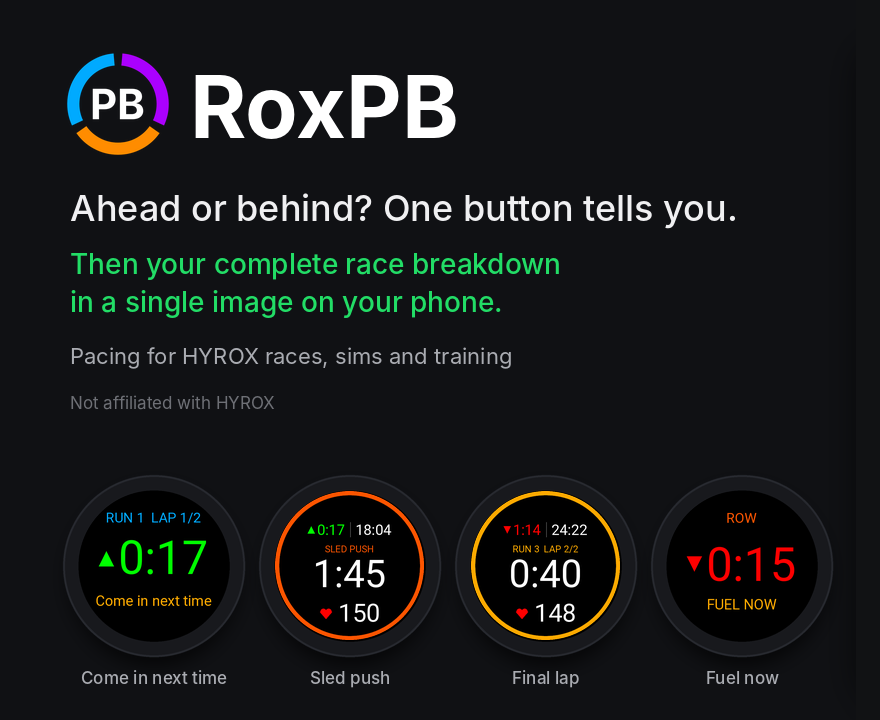 PB RoxPB
Ahead or behind? One button tells you.
Then your complete race breakdown
in a single image on your phone.
Pacing for HYROX races, sims and training
Not affiliated with HYROX
RUN 1 LAP 1/2
▲0:17
Come in next time
▲0:17 | 18:04
SLED PUSH
1:45
♥ 150
▼1:14 | 24:22
RUN 3 LAP 2/2
0:40
♥ 148
ROW
▼0:15
FUEL NOW
Come in next time
Sled push
Final lap
Fuel now